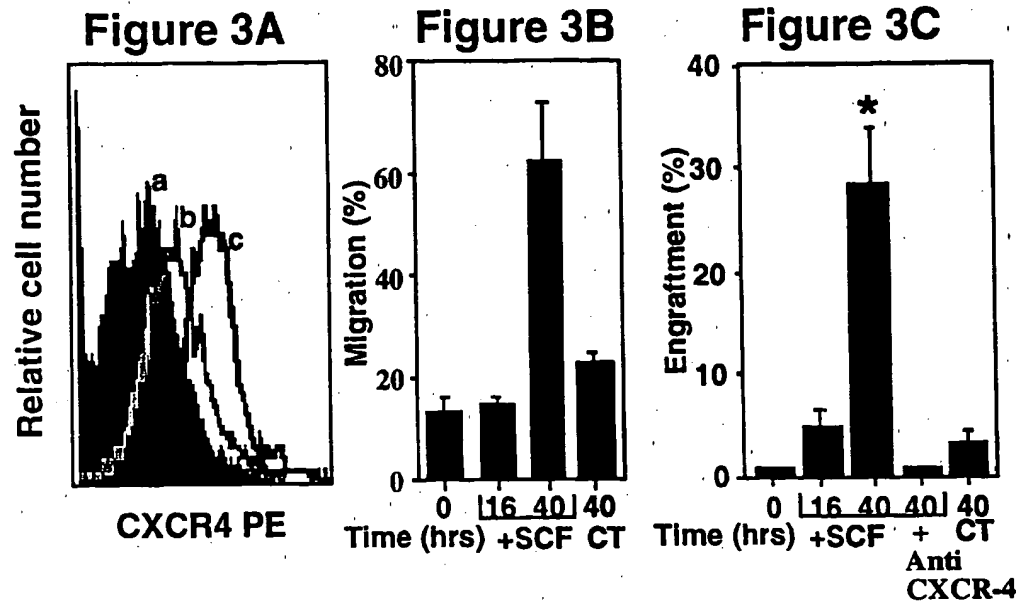 Figure 3A
Relative cell number
a
b
c
CXCR4 PE
Figure 3B
Migration (%)
80
60
40
20
0
0 16 40 40
Time (hrs) +SCF CT
Figure 3C
Engraftment (%)
40
30
20
10
0
*
0 16 40 40 40
Time (hrs) +SCF + CT
Anti
CXCR-4